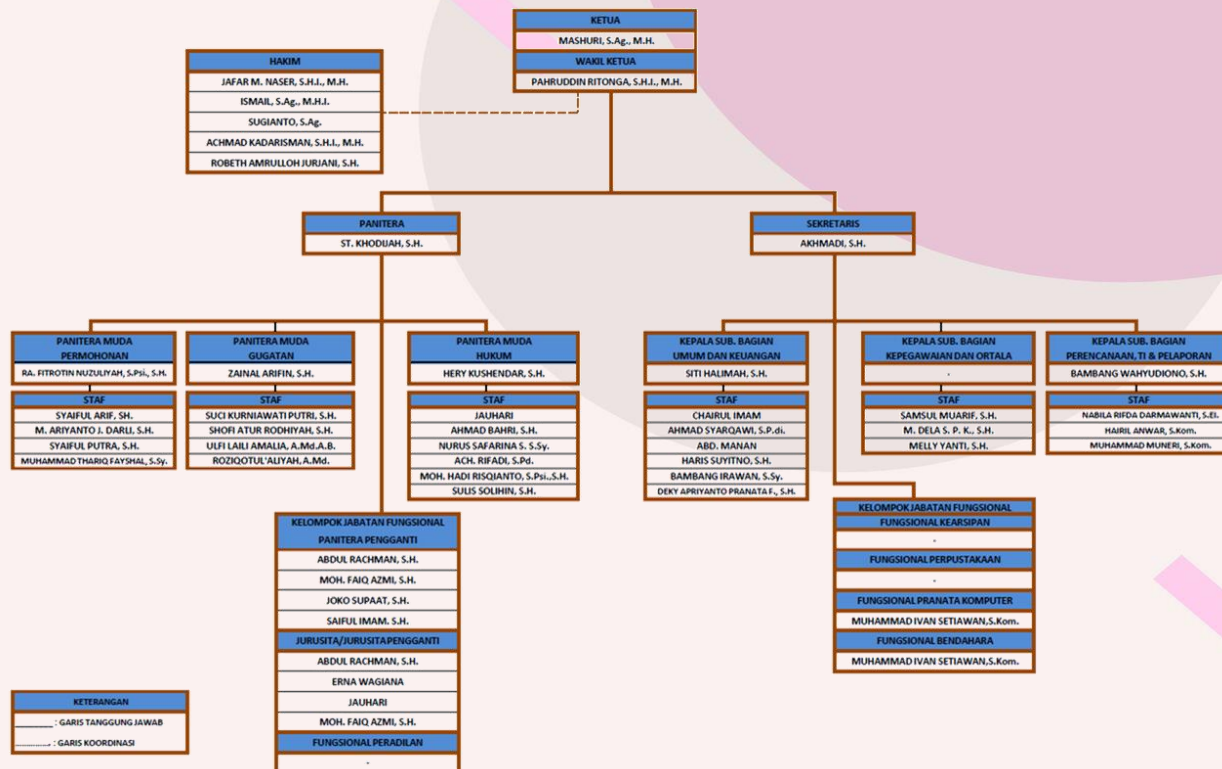 KETUA
MASHURI, S.Ag., M.H.
WAKIL KETUA
PAHRUDDIN RITONGA, S.H.I., M.H.
HAKIM
JAFAR M. NASER, S.H.I., M.H.
ISMAIL, S.Ag., M.H.I.
SUGIANTO, S.Ag.
ACHMAD KADARISMAN, S.H.I., M.H.
ROBETH AMRULLOH JURJANI, S.H.
PANITERA
ST. KHODIJAH, S.H.
SEKRETARIS
AKHMADI, S.H.
PANITERA MUDA
PERMOHONAN
RA. FITROTIN NUZULIYAH, S.Psi., S.H.
STAF
SYAIFUL ARIF, SH.
M. ARIYANTO J. DARLI, S.H.
SYAIFUL PUTRA, S.H.
MUHAMMAD THARIQ FAYSHAL, S.Sy.
PANITERA MUDA
GUGATAN
ZAINAL ARIFIN, S.H.
STAF
SUCI KURNIAWATI PUTRI, S.H.
SHOFI ATUR RODHIYAH, S.H.
ULFI LAILI AMALIA, A.Md.A.B.
ROZIQOTUL'ALIYAH, A.Md.
PANITERA MUDA
HUKUM
HERY KUSHENDAR, S.H.
STAF
JAUHARI
AHMAD BAHRI, S.H.
NURUS SAFARINA S. S.Sy.
ACH. RIFADI, S.Pd.
MOH. HADI RISQIANTO, S.Psi.,S.H.
SULIS SOLIHIN, S.H.
KEPALA SUB. BAGIAN
UMUM DAN KEUANGAN
SITI HALIMAH, S.H.
STAF
CHAIRUL IMAM
AHMAD SYARQAWI, S.P.di.
ABD. MANAN
HARIS SUYITNO, S.H.
BAMBANG IRAWAN, S.Sy.
DEKY APRIYANTO PRANATA F., S.H.
KEPALA SUB. BAGIAN
KEPEGAWAIAN DAN ORTALA
-
STAF
SAMSUL MUARIF, S.H.
M. DELA S. P. K., S.H.
MELLY YANTI, S.H.
KEPALA SUB. BAGIAN
PERENCANAAN, TI & PELAPORAN
BAMBANG WAHYUDIONO, S.H.
STAF
NABILA RIFDA DARMAWANTI, S.EI.
HAIRIL ANWAR, S.Kom.
MUHAMMAD MUNERI, S.Kom.
KELOMPOK JABATAN FUNGSIONAL
PANITERA PENGGANTI
ABDUL RACHMAN, S.H.
MOH. FAIQ AZMI, S.H.
JOKO SUPAAT, S.H.
SAIFUL IMAM. S.H.
JURUSITA/JURUSITA PENGGANTI
ABDUL RACHMAN, S.H.
ERNA WAGIANA
JAUHARI
MOH. FAIQ AZMI, S.H.
FUNGSIONAL PERADILAN
-
KELOMPOK JABATAN FUNGSIONAL
FUNGSIONAL KEARSIPAN
-
FUNGSIONAL PERPUSTAKAAN
-
FUNGSIONAL PRANATA KOMPUTER
MUHAMMAD IVAN SETIAWAN,S.Kom.
FUNGSIONAL BENDAHARA
MUHAMMAD IVAN SETIAWAN,S.Kom.
KETERANGAN
________ : GARIS TANGGUNG JAWAB
............. : GARIS KOORDINASI